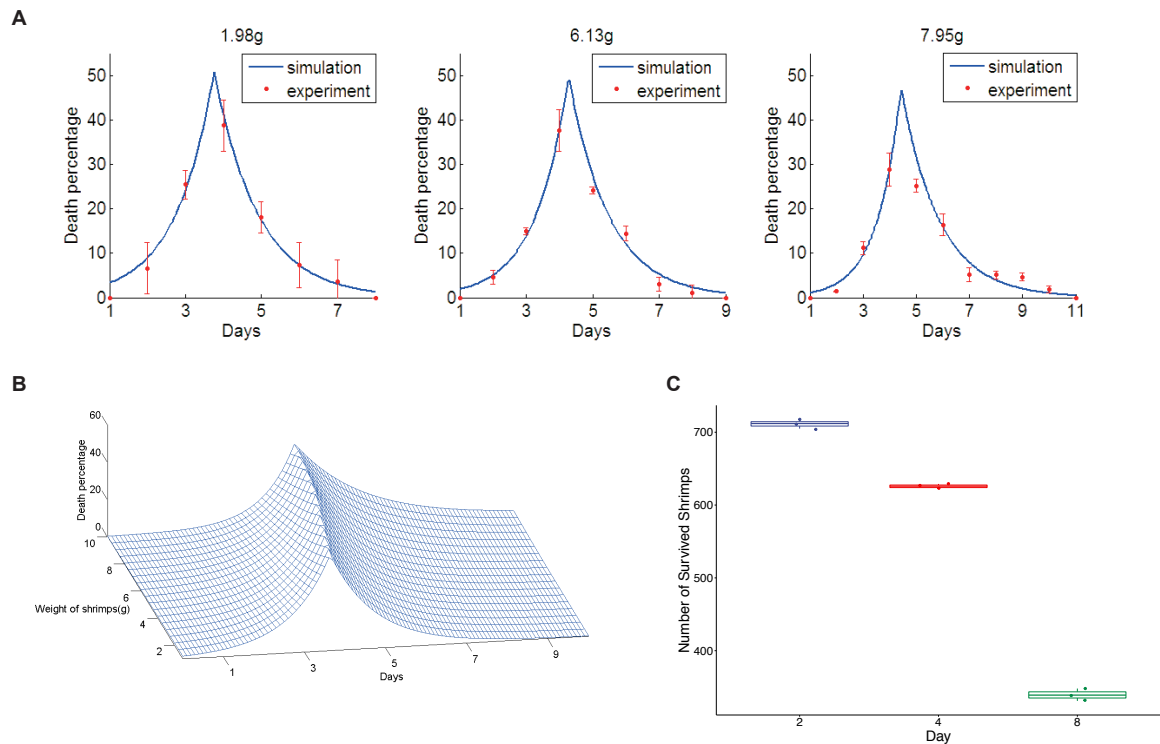 A
1.98g
simulation
experiment
50
40
30
20
10
0
Death percentage
1
3
5
7
Days
6.13g
simulation
experiment
50
40
30
20
10
0
Death percentage
1
3
5
7
9
Days
7.95g
simulation
experiment
50
40
30
20
10
0
Death percentage
1
3
5
7
9
11
Days
B
60
40
20
0
Death percentage
10
8
6
4
2
Weight of shrimps(g)
1
3
5
7
9
Days
C
700
600
500
400
Number of Survived Shrimps
2
4
8
Day